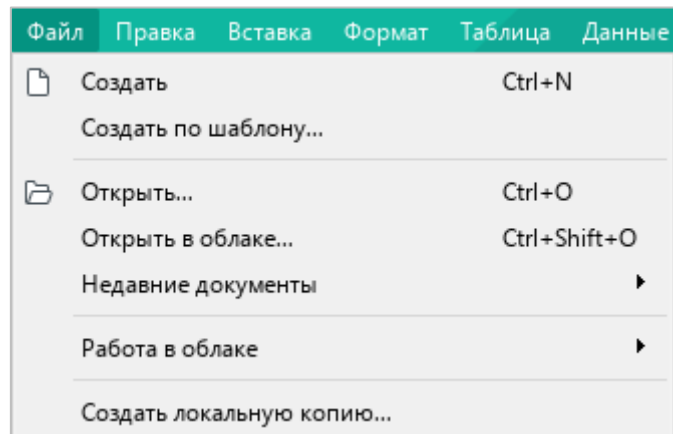 Файл Правка Вставка Формат Таблица Данные
Создать Ctrl+N
Создать по шаблону...
Открыть... Ctrl+O
Открыть в облаке... Ctrl+Shift+O
Недавние документы
Работа в облаке
Создать локальную копию...